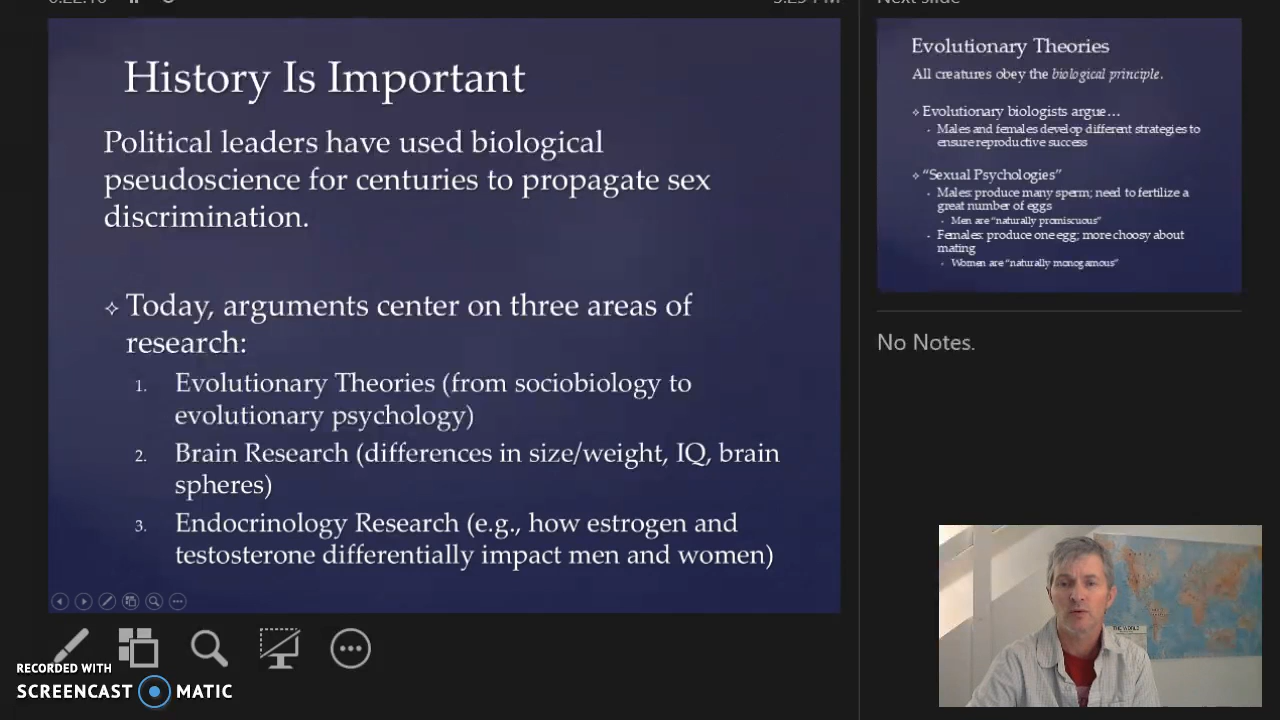 Next slide
History Is Important
Political leaders have used biological
pseudoscience for centuries to propagate sex
discrimination.
✧ Today, arguments center on three areas of
research:
1. Evolutionary Theories (from sociobiology to
evolutionary psychology)
2. Brain Research (differences in size/weight, IQ, brain
spheres)
3. Endocrinology Research (e.g., how estrogen and
testosterone differentially impact men and women)
Evolutionary Theories
All creatures obey the biological principle.
✧ Evolutionary biologists argue…
• Males and females develop different strategies to
ensure reproductive success
✧ “Sexual Psychologies”
• Males: produce many sperm; need to fertilize a
great number of eggs
• Men are “naturally promiscuous”
• Females: produce one egg; more choosy about
mating
• Women are “naturally monogamous”
No Notes.
THE WORLD
RECORDED WITH
SCREENCAST MATIC